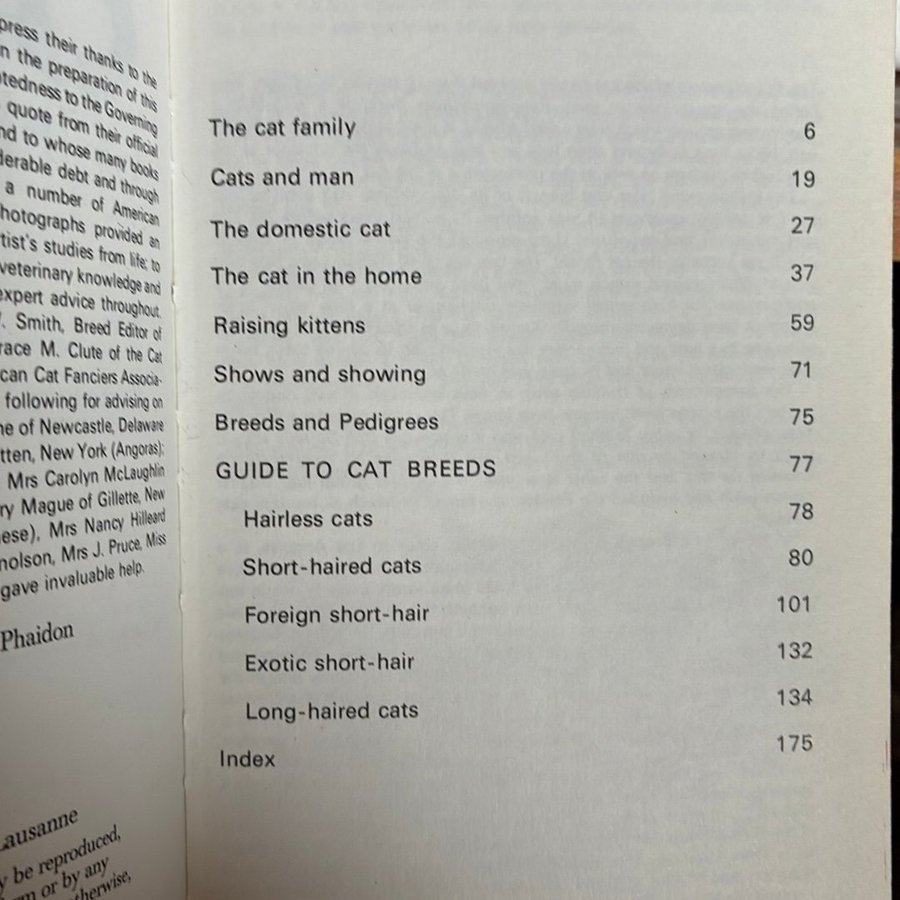 press their thanks to the
n the preparation of this
tedness to the Governing
quote from their official
nd to whose many books
derable debt and through
a number of American
hotographs provided an
tist's studies from life; to
veterinary knowledge and
expert advice throughout.
. Smith, Breed Editor of
race M. Clute of the Cat
can Cat Fanciers Associa-
following for advising on
ne of Newcastle, Delaware
tten, New York (Angoras);
Mrs Carolyn McLaughlin
ry Mague of Gillette, New
ese), Mrs Nancy Hilleard
nolson, Mrs J. Pruce, Miss
gave invaluable help.
Phaidon
Lausanne
y be reproduced,
rm or by any
therwise,
The cat family 6
Cats and man 19
The domestic cat 27
The cat in the home 37
Raising kittens 59
Shows and showing 71
Breeds and Pedigrees 75
GUIDE TO CAT BREEDS 77
Hairless cats 78
Short-haired cats 80
Foreign short-hair 101
Exotic short-hair 132
Long-haired cats 134
Index 175